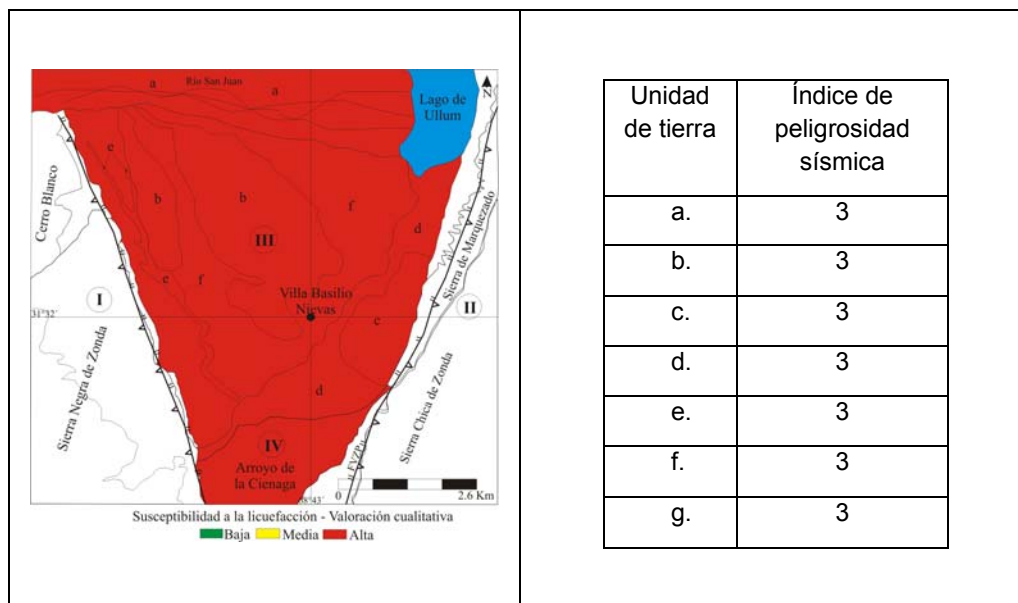 a
Río San Juan
a
Lago de
Ullum
N
e
Cerro Blanco
b
b
f
d
Sierra de Marquezado
III
e
f
I
Villa Basilio
Nievas
II
31°32´
c
Sierra Negra de Zonda
d
Sierra Chica de Zonda
IV
Arroyo de
la Cienaga
FVZP
8°43´
0
2.6 Km
Susceptibilidad a la licuefacción - Valoración cualitativa
Baja Media Alta
Unidad
de tierra
Índice de
peligrosidad
sísmica
a. 3
b. 3
c. 3
d. 3
e. 3
f. 3
g. 3